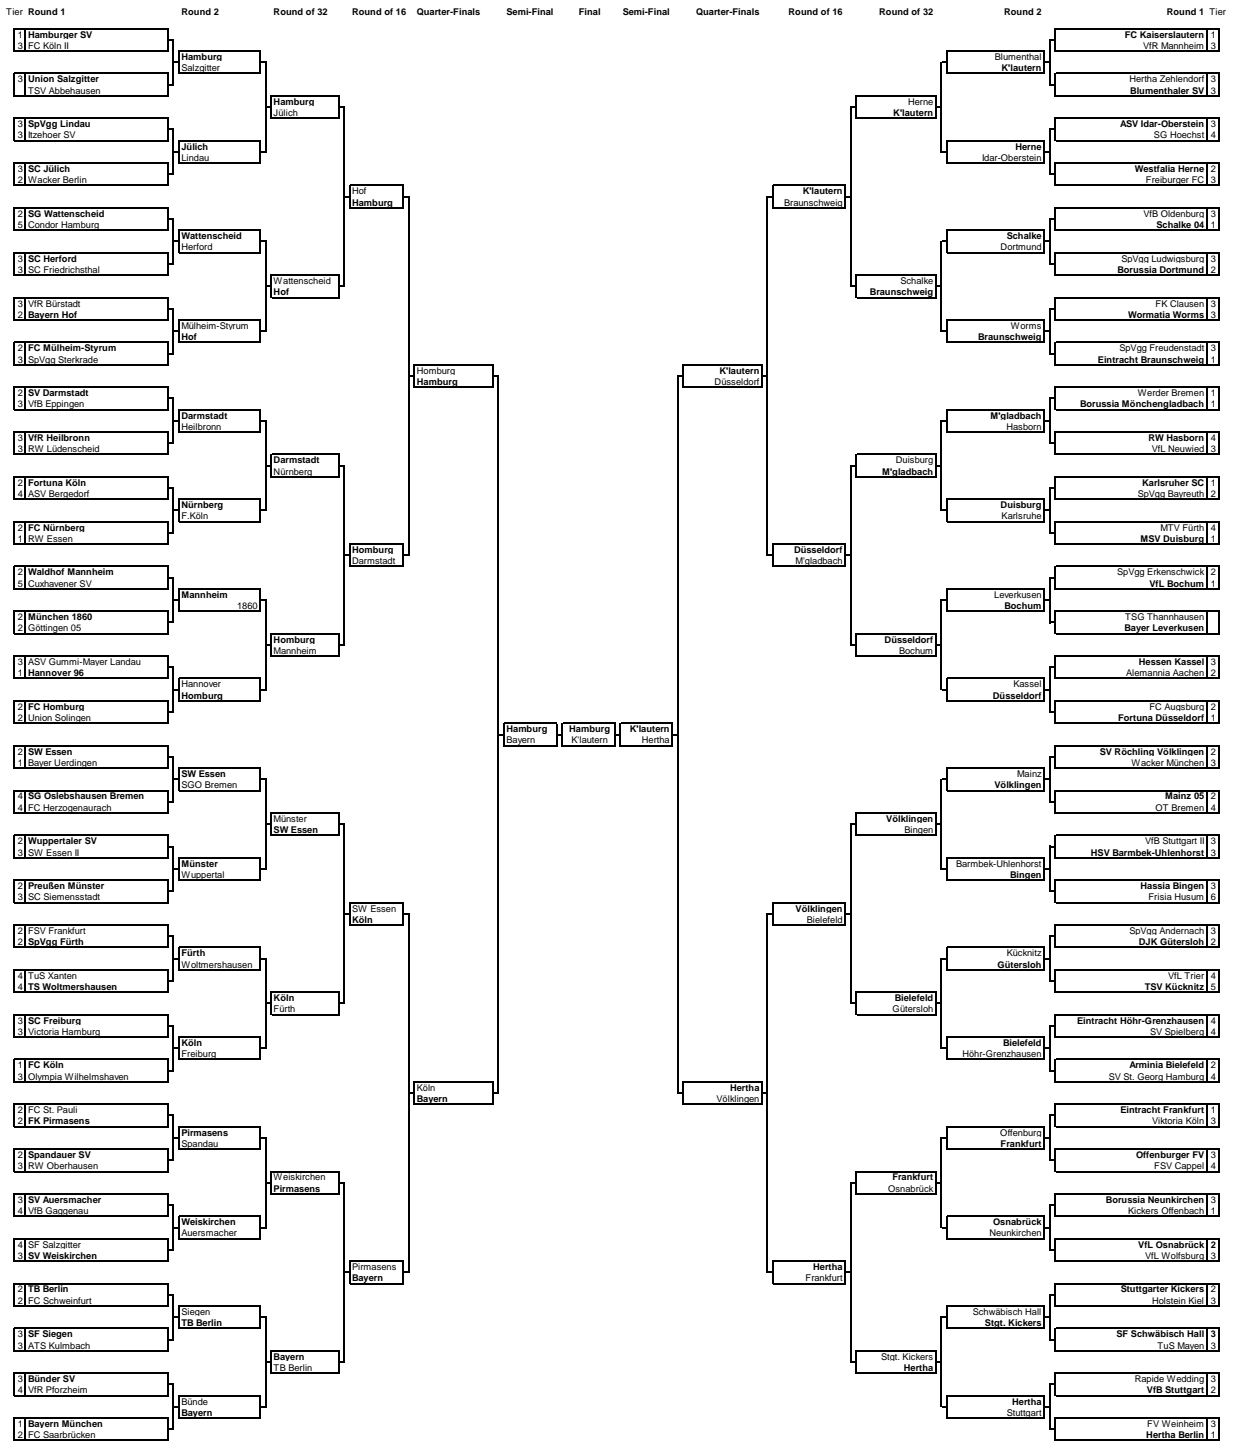 Tier Round 1 Round 2 Round of 32 Round of 16 Quarter-Finals Semi-Final Final Semi-Final Quarter-Finals Round of 16 Round of 32 Round 2 Round 1 Tier
1 Hamburger SV
3 FC Köln II
3 Union Salzgitter
TSV Abbehausen
3 SpVgg Lindau
3 Itzehoer SV
3 SC Jülich
2 Wacker Berlin
2 SG Wattenscheid
5 Condor Hamburg
3 SC Herford
3 SC Friedrichsthal
3 VfR Bürstadt
2 Bayern Hof
2 FC Mülheim-Styrum
3 SpVgg Sterkrade
2 SV Darmstadt
3 VfB Eppingen
3 VfR Heilbronn
3 RW Lüdenscheid
2 Fortuna Köln
4 ASV Bergedorf
2 FC Nürnberg
1 RW Essen
2 Waldhof Mannheim
5 Cuxhavener SV
2 München 1860
2 Göttingen 05
3 ASV Gummi-Mayer Landau
1 Hannover 96
2 FC Homburg
2 Union Solingen
2 SW Essen
1 Bayer Uerdingen
4 SG Oslebshausen Bremen
4 FC Herzogenaurach
2 Wuppertaler SV
3 SW Essen II
2 Preußen Münster
3 SC Siemensstadt
2 FSV Frankfurt
2 SpVgg Fürth
4 TuS Xanten
4 TS Woltmershausen
3 SC Freiburg
3 Victoria Hamburg
1 FC Köln
3 Olympia Wilhelmshaven
2 FC St. Pauli
2 FK Pirmasens
2 Spandauer SV
3 RW Oberhausen
3 SV Auersmacher
4 VfB Gaggenau
4 SF Salzgitter
3 SV Weiskirchen
2 TB Berlin
2 FC Schweinfurt
3 SF Siegen
3 ATS Kulmbach
3 Bünder SV
4 VfR Pforzheim
1 Bayern München
2 FC Saarbrücken
Hamburg
Salzgitter
Jülich
Lindau
Wattenscheid
Herford
Mülheim-Styrum
Hof
Darmstadt
Heilbronn
Nürnberg
F.Köln
Mannheim
1860
Hannover
Homburg
SW Essen
SGO Bremen
Münster
Wuppertal
Fürth
Woltmershausen
Köln
Freiburg
Pirmasens
Spandau
Weiskirchen
Auersmacher
Siegen
TB Berlin
Bünde
Bayern
Hamburg
Jülich
Wattenscheid
Hof
Darmstadt
Nürnberg
Homburg
Mannheim
Münster
SW Essen
Köln
Fürth
Weiskirchen
Pirmasens
Bayern
TB Berlin
Hof
Hamburg
Homburg
Darmstadt
SW Essen
Köln
Pirmasens
Bayern
Homburg
Hamburg
Köln
Bayern
Hamburg
Bayern
Hamburg
K'lautern
K'lautern
Hertha
K'lautern
Düsseldorf
Hertha
Völklingen
K'lautern
Braunschweig
Düsseldorf
M'gladbach
Völklingen
Bielefeld
Hertha
Frankfurt
Herne
K'lautern
Schalke
Braunschweig
Duisburg
M'gladbach
Düsseldorf
Bochum
Völklingen
Bingen
Bielefeld
Gütersloh
Frankfurt
Osnabrück
Stgt. Kickers
Hertha
Blumenthal
K'lautern
Herne
Idar-Oberstein
Schalke
Dortmund
Worms
Braunschweig
M'gladbach
Hasborn
Duisburg
Karlsruhe
Leverkusen
Bochum
Kassel
Düsseldorf
Mainz
Völklingen
Barmbek-Uhlenhorst
Bingen
Kücknitz
Gütersloh
Bielefeld
Höhr-Grenzhausen
Offenburg
Frankfurt
Osnabrück
Neunkirchen
Schwäbisch Hall
Stgt. Kickers
Hertha
Stuttgart
FC Kaiserslautern 1
VfR Mannheim 3
Hertha Zehlendorf 3
Blumenthaler SV 3
ASV Idar-Oberstein 3
SG Hoechst 4
Westfalia Herne 2
Freiburger FC 3
VfB Oldenburg 3
Schalke 04 1
SpVgg Ludwigsburg 3
Borussia Dortmund 2
FK Clausen 3
Wormatia Worms 3
SpVgg Freudenstadt 3
Eintracht Braunschweig 1
Werder Bremen 1
Borussia Mönchengladbach 1
RW Hasborn 4
VfL Neuwied 3
Karlsruher SC 1
SpVgg Bayreuth 2
MTV Fürth 4
MSV Duisburg 1
SpVgg Erkenschwick 2
VfL Bochum 1
TSG Thannhausen
Bayer Leverkusen
Hessen Kassel 3
Alemannia Aachen 2
FC Augsburg 2
Fortuna Düsseldorf 1
SV Röchling Völklingen 2
Wacker München 3
Mainz 05 2
OT Bremen 4
VfB Stuttgart II 3
HSV Barmbek-Uhlenhorst 3
Hassia Bingen 3
Frisia Husum 6
SpVgg Andernach 3
DJK Gütersloh 2
VfL Trier 4
TSV Kücknitz 5
Eintracht Höhr-Grenzhausen 4
SV Spielberg 4
Arminia Bielefeld 2
SV St. Georg Hamburg 4
Eintracht Frankfurt 1
Viktoria Köln 3
Offenburger FV 3
FSV Cappel 4
Borussia Neunkirchen 3
Kickers Offenbach 1
VfL Osnabrück 2
VfL Wolfsburg 3
Stuttgarter Kickers 2
Holstein Kiel 3
SF Schwäbisch Hall 3
TuS Mayen 3
Rapide Wedding 3
VfB Stuttgart 2
FV Weinheim 3
Hertha Berlin 1